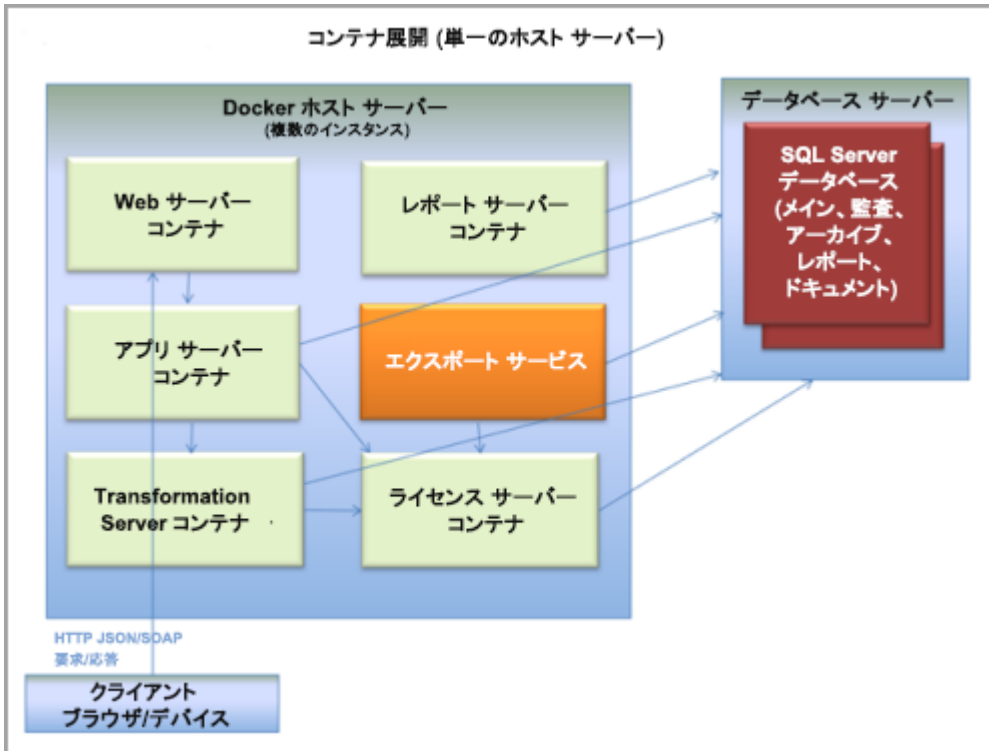 コンテナ展開 (単一のホスト サーバー)
Docker ホスト サーバー
(複数のインスタンス)
データベース サーバー
SQL Server
データベース
(メイン、監査、
アーカイブ、
レポート、
ドキュメント)
Web サーバー
コンテナ
レポート サーバー
コンテナ
アプリ サーバー
コンテナ
エクスポート サービス
Transformation
Server コンテナ
ライセンス サーバー
コンテナ
HTTP JSON/SOAP
要求/応答
クライアント
ブラウザ/デバイス